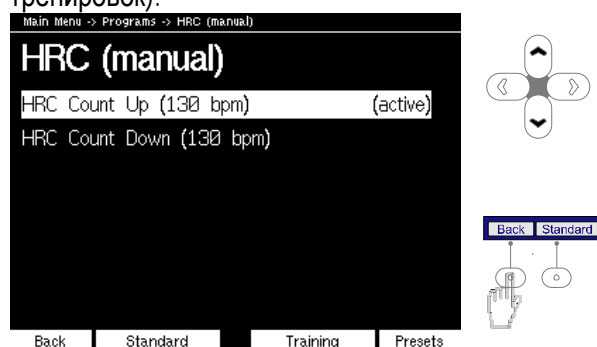 тренировок).
Main Menu -> Programs -> HRC (manual)
HRC (manual)
HRC Count Up (130 bpm) (active)
HRC Count Down (130 bpm)
Back Standard Training Presets
Back Standard